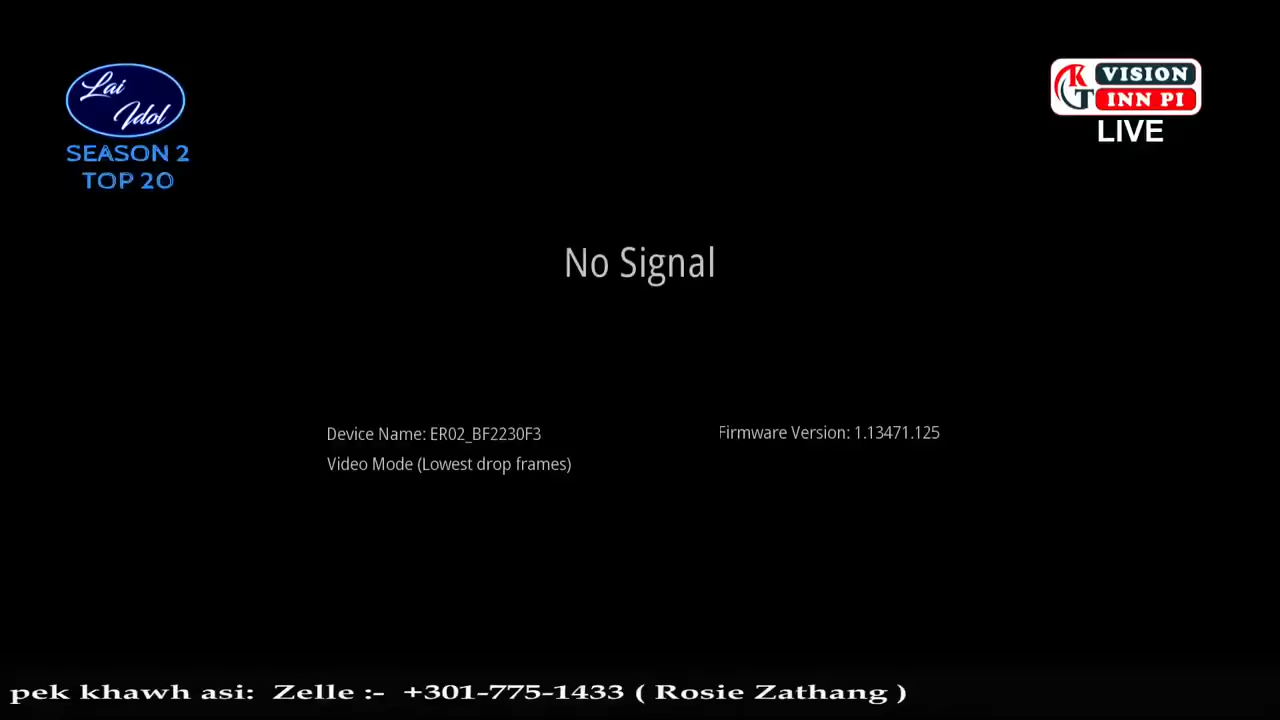 Lai
Idol
SEASON 2
TOP 20
KT
VISION
INN PI
LIVE
No Signal
Device Name: ER02_BF2230F3
Firmware Version: 1.13471.125
Video Mode (Lowest drop frames)
pek khawh asi: Zelle :- +301-775-1433 ( Rosie Zathang )